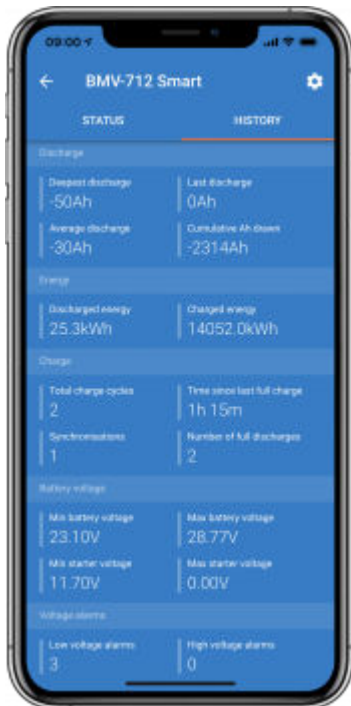 09:00
BMV-712 Smart
STATUS HISTORY
Discharge
Deepest discharge Last discharge
-50Ah 0Ah
Average discharge Cumulative Ah drawn
-30Ah -2314Ah
Energy
Discharged energy Charged energy
25.3kWh 14052.0kWh
Charge
Total charge cycles Time since last full charge
2 1h 15m
Synchronisations Number of full discharges
1 2
Battery voltage
Min battery voltage Max battery voltage
23.10V 28.77V
Min starter voltage Max starter voltage
11.70V 0.00V
Voltage alarms
Low voltage alarms High voltage alarms
3 0